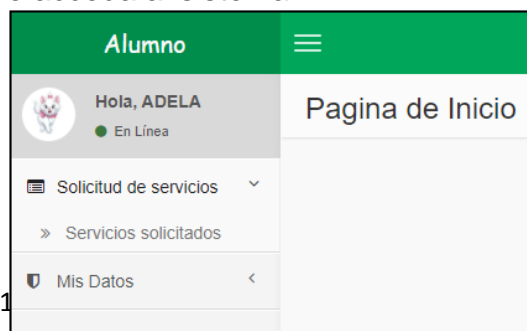 Alumno
Hola, ADELA
En Línea
Pagina de Inicio
Solicitud de servicios
» Servicios solicitados
Mis Datos
1